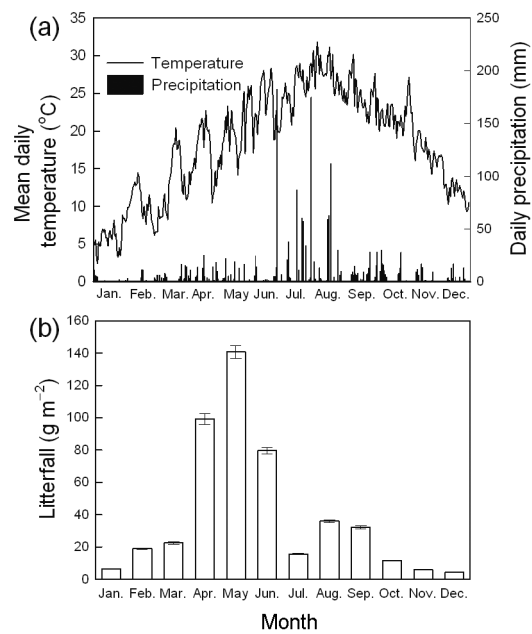 (a)
Temperature
Precipitation
Mean daily
temperature (°C)
35
30
25
20
15
10
5
0
250
200
150
100
50
0
Daily precipitation (mm)
Jan. Feb. Mar. Apr. May Jun. Jul. Aug. Sep. Oct. Nov. Dec.
(b)
Litterfall (g m⁻²)
160
140
120
100
80
60
40
20
0
Jan. Feb. Mar. Apr. May Jun. Jul. Aug. Sep. Oct. Nov. Dec.
Month